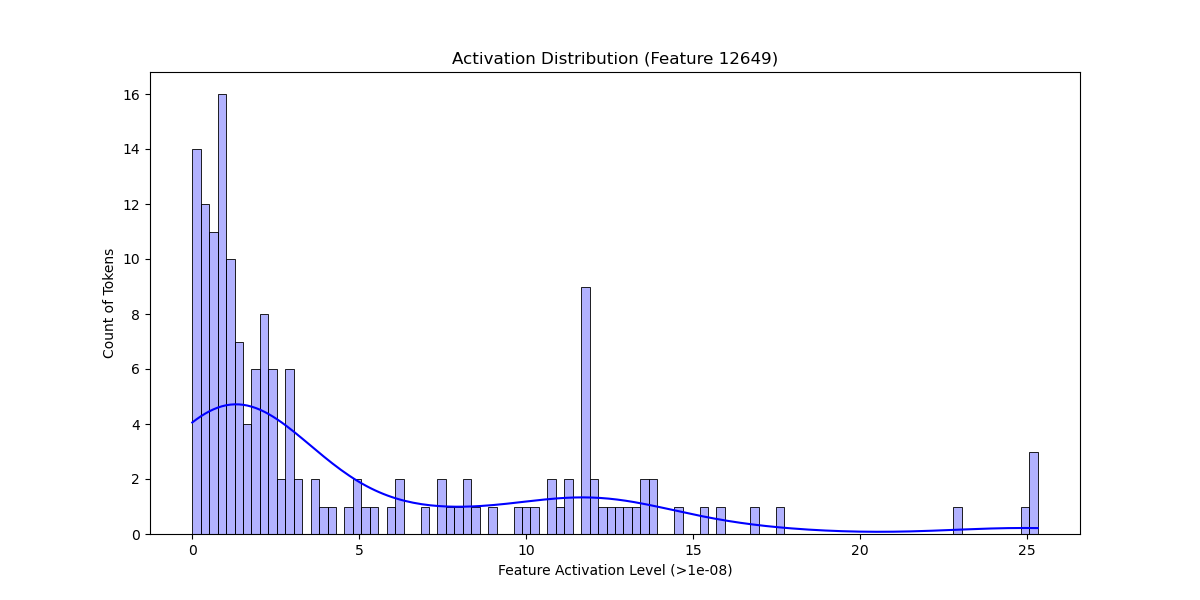 Activation Distribution (Feature 12649)
16
14
12
10
8
6
4
2
0
Count of Tokens
0 5 10 15 20 25
Feature Activation Level (>1e-08)